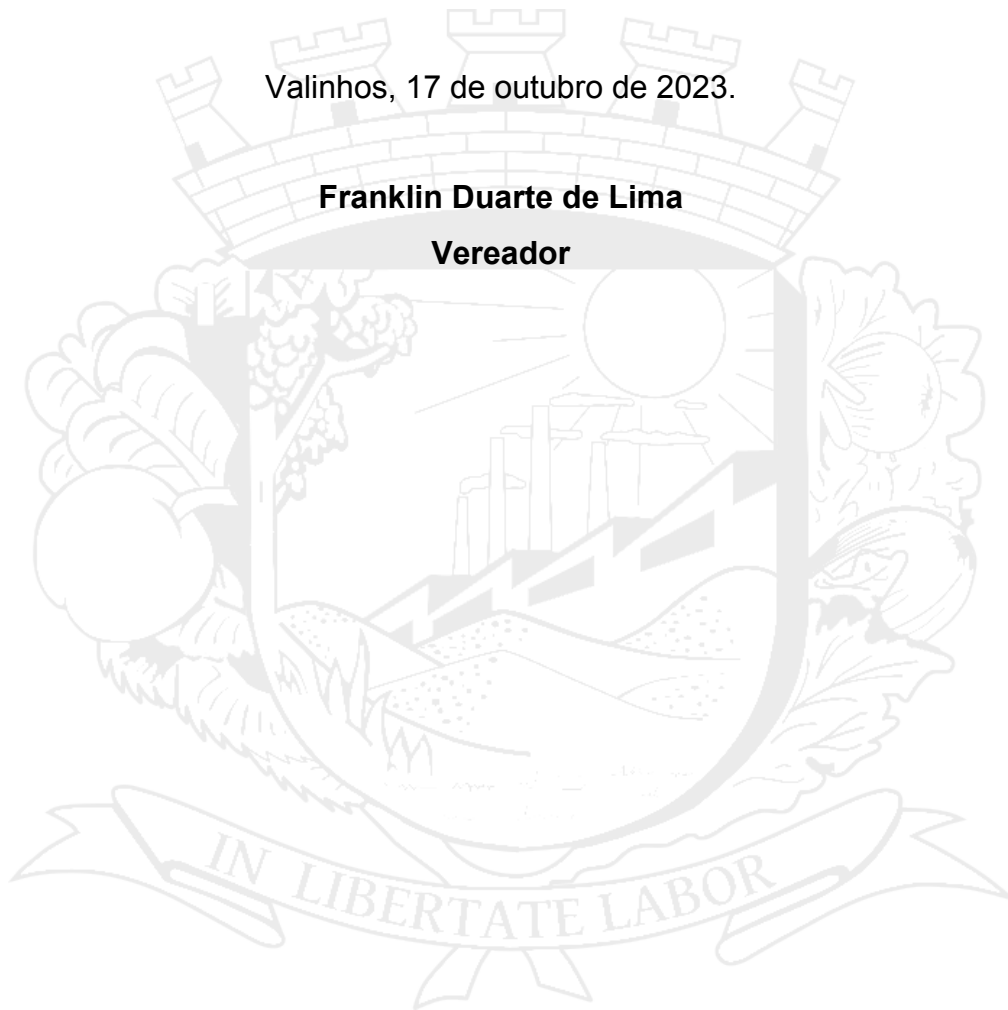 Valinhos, 17 de outubro de 2023.
Franklin Duarte de Lima
Vereador
IN LIBERTATE LABOR